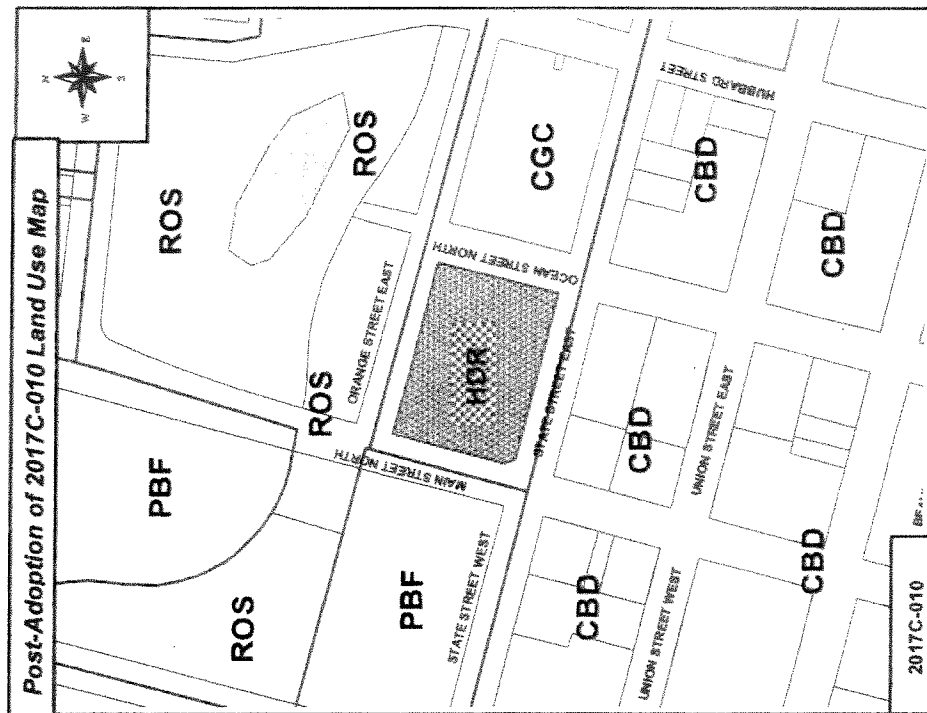 Post-Adoption of 2017C-010 Land Use Map
N
E
S
W
ROS
ROS
ROS
ROS
PBF
PBF
ORANGE STREET EAST
MAIN STREET NORTH
OCEAN STREET NORTH
HDR
CGC
STATE STREET WEST
STATE STREET EAST
HUBBARD STREET
CBD
CBD
CBD
CBD
CBD
UNION STREET WEST
UNION STREET EAST
2017C-010